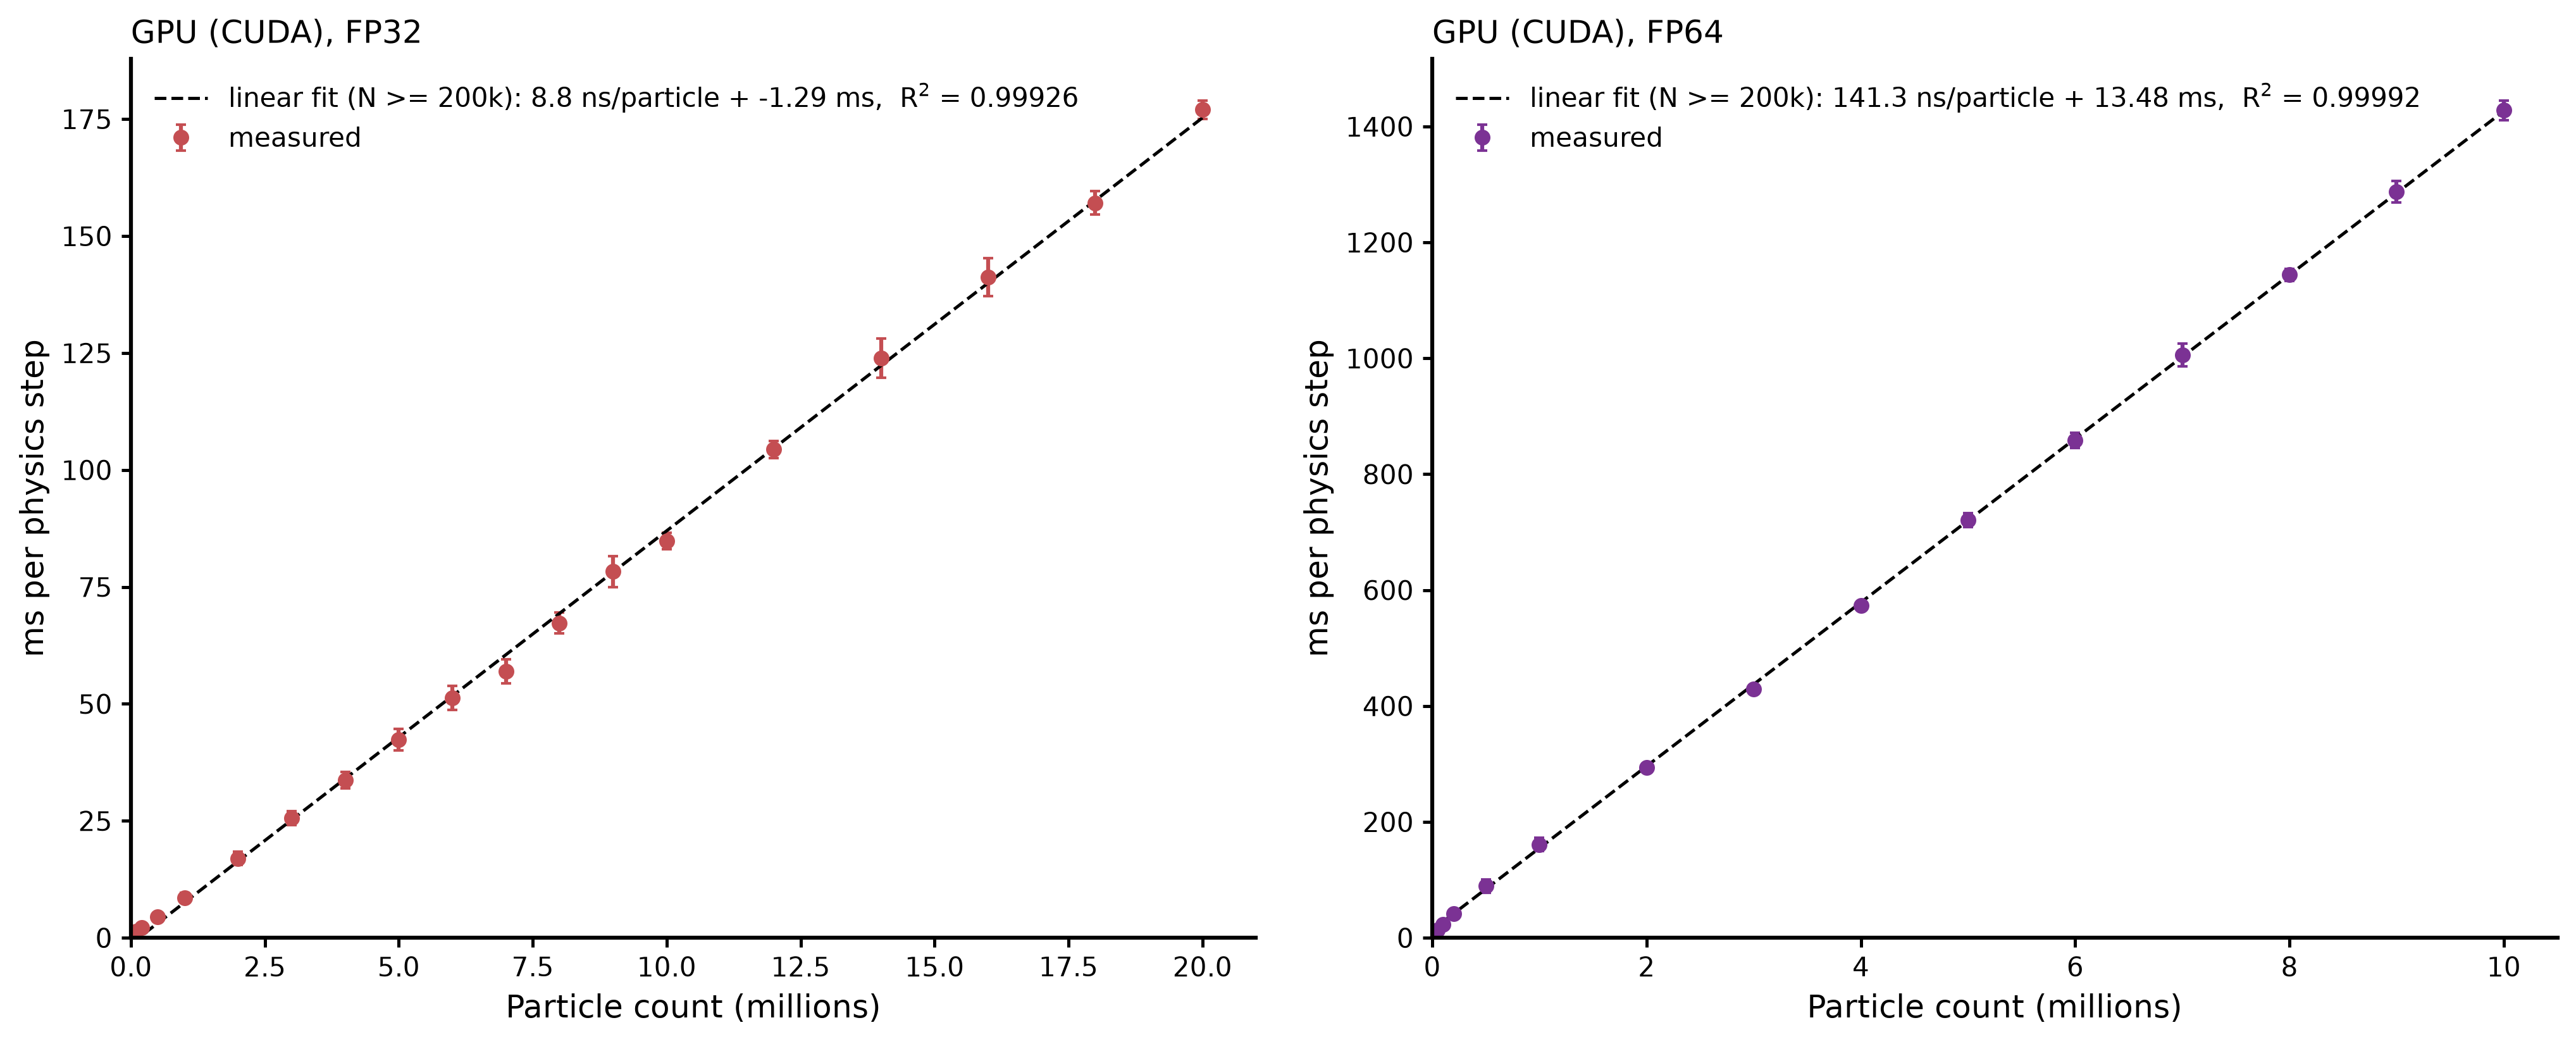 GPU (CUDA), FP32
linear fit (N >= 200k): 8.8 ns/particle + -1.29 ms, R² = 0.99926
measured
175
150
125
100
75
50
25
0
ms per physics step
0.0 2.5 5.0 7.5 10.0 12.5 15.0 17.5 20.0
Particle count (millions)
GPU (CUDA), FP64
linear fit (N >= 200k): 141.3 ns/particle + 13.48 ms, R² = 0.99992
measured
1400
1200
1000
800
600
400
200
0
ms per physics step
0 2 4 6 8 10
Particle count (millions)